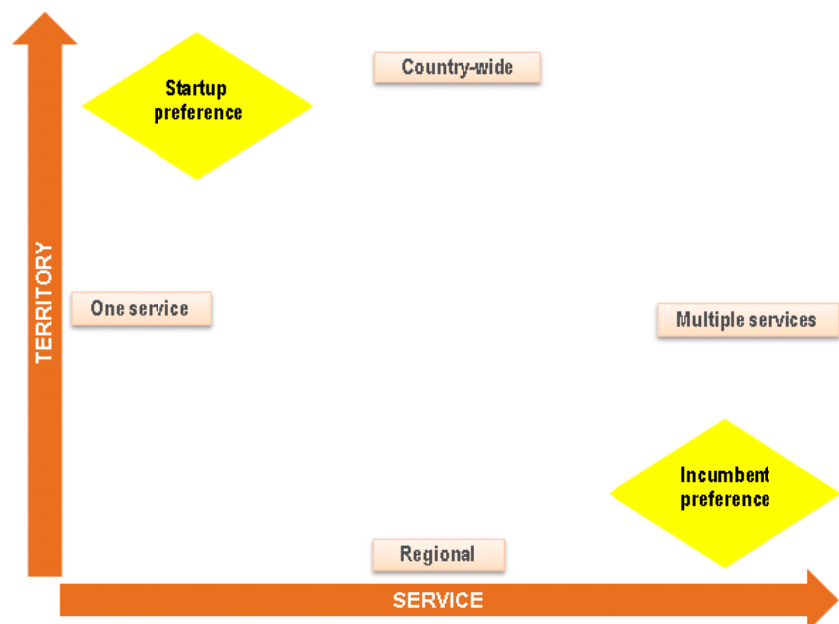 Startup
preference
Country-wide
TERRITORY
One service
Multiple services
Incumbent
preference
Regional
SERVICE